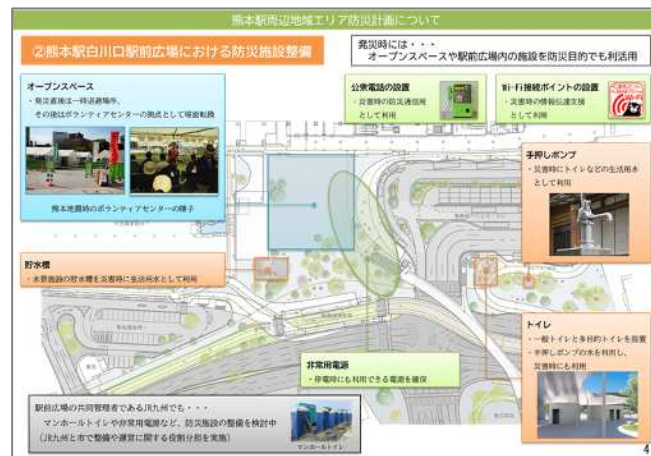 熊本駅周辺地域エリア防災計画について
②熊本駅白川口駅前広場における防災施設整備
発災時には・・・
オープンスペースや駅前広場内の施設を防災目的でも利活用
オープンスペース
・発災直後は一時退避場所、
その後はボランティアセンターの拠点として場面転換
熊本地震時のボランティアセンターの様子
公衆電話の設置
・災害時の防災通信用
として利用
Wi-Fi接続ポイントの設置
・災害時の情報伝達支援
として利用
手押しポンプ
・災害時にトイレなどの生活用水
として利用
貯水槽
・水景施設の貯水槽を災害時に生活用水として利用
トイレ
・一般トイレと多目的トイレを設置
・手押しポンプの水を利用し、
災害時にも利用
非常用電源
・停電時にも利用できる電源を確保
駅前広場の共同管理者であるJR九州でも・・・
マンホールトイレや非常用電源など、防災施設の整備を検討中
（JR九州と市で整備や運営に関する役割分担を実施）
マンホールトイレ
4